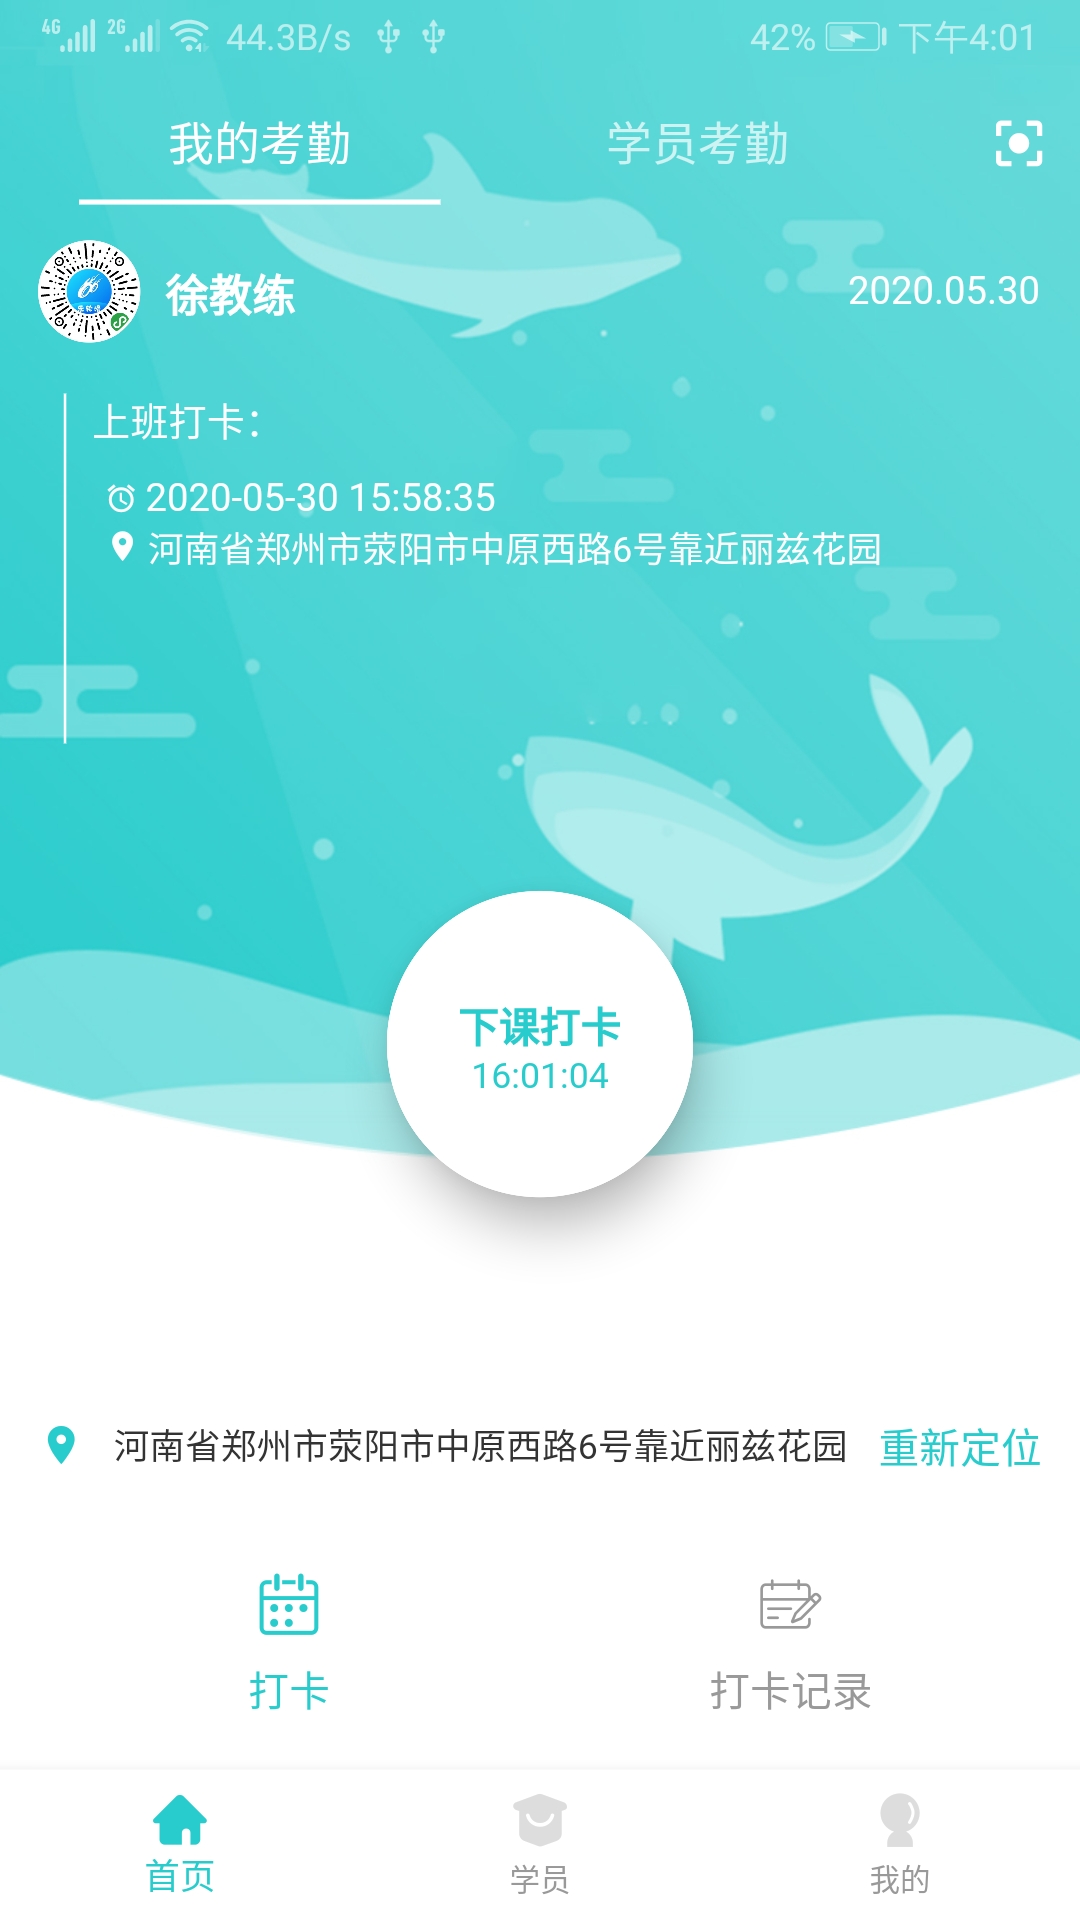 4G 2G 44.3B/s 42% 下午4:01
我的考勤 学员考勤
徐教练 2020.05.30
上班打卡：
2020-05-30 15:58:35
河南省郑州市荥阳市中原西路6号靠近丽兹花园
下课打卡
16:01:04
河南省郑州市荥阳市中原西路6号靠近丽兹花园 重新定位
打卡 打卡记录
首页 学员 我的